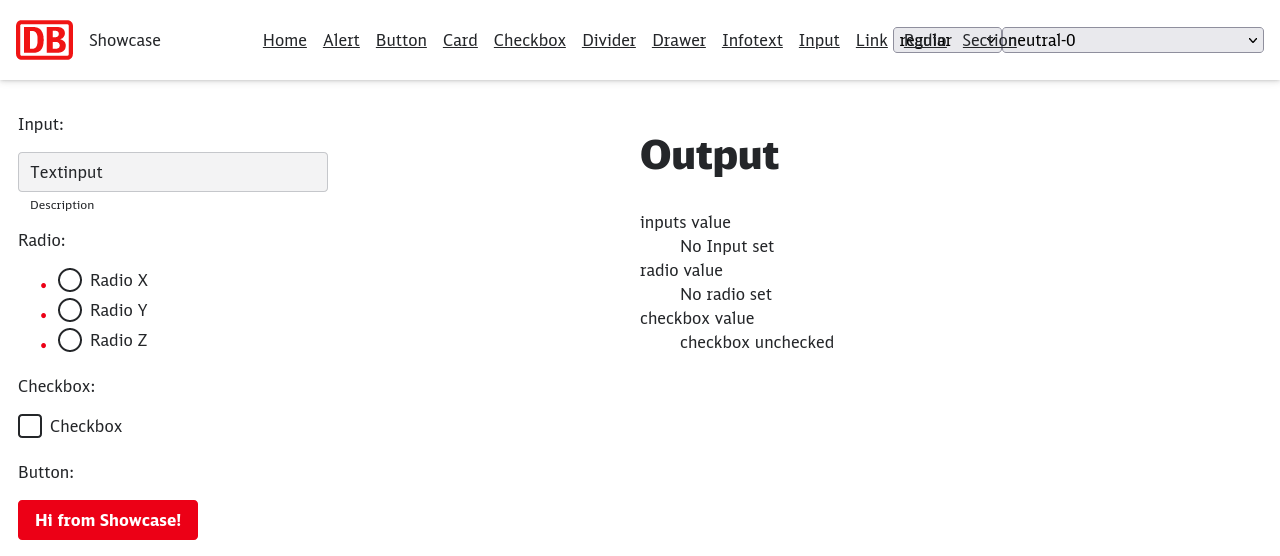 DB Showcase Home Alert Button Card Checkbox Divider Drawer Infotext Input Link Radio Section regular neutral-0
Input:
Textinput
Description
Radio:
Radio X
Radio Y
Radio Z
Checkbox:
Checkbox
Button:
Hi from Showcase!
Output
inputs value
No Input set
radio value
No radio set
checkbox value
checkbox unchecked